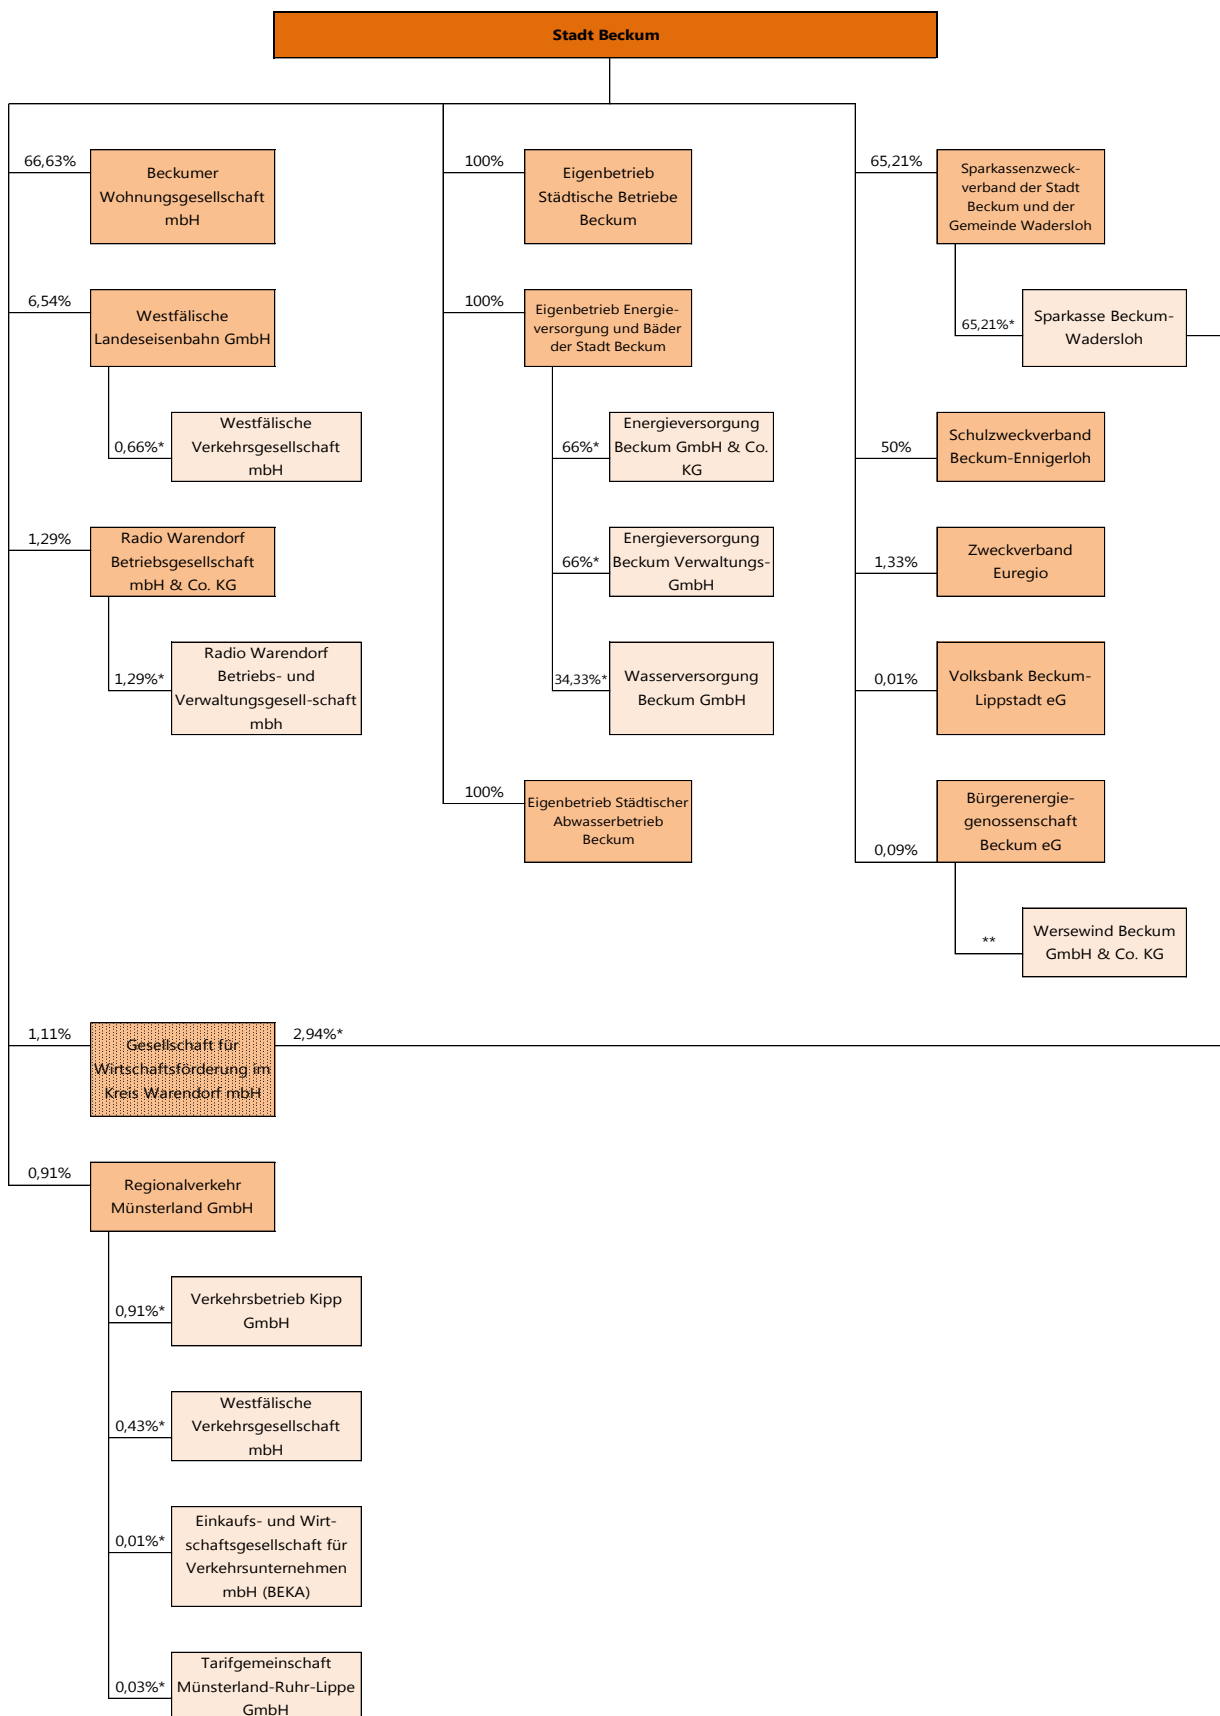 Stadt Beckum
66,63%
Beckumer
Wohnungsgesellschaft
mbH
6,54%
Westfälische
Landeseisenbahn GmbH
0,66%*
Westfälische
Verkehrsgesellschaft
mbH
1,29%
Radio Warendorf
Betriebsgesellschaft
mbH & Co. KG
1,29%*
Radio Warendorf
Betriebs- und
Verwaltungsgesell-schaft
mbh
1,11%
Gesellschaft für
Wirtschaftsförderung im
Kreis Warendorf mbH
2,94%*
0,91%
Regionalverkehr
Münsterland GmbH
0,91%*
Verkehrsbetrieb Kipp
GmbH
0,43%*
Westfälische
Verkehrsgesellschaft
mbH
0,01%*
Einkaufs- und Wirt-
schaftsgesellschaft für
Verkehrsunternehmen
mbH (BEKA)
0,03%*
Tarifgemeinschaft
Münsterland-Ruhr-Lippe
GmbH
100%
Eigenbetrieb
Städtische Betriebe
Beckum
100%
Eigenbetrieb Energie-
versorgung und Bäder
der Stadt Beckum
66%*
Energieversorgung
Beckum GmbH & Co.
KG
66%*
Energieversorgung
Beckum Verwaltungs-
GmbH
34,33%*
Wasserversorgung
Beckum GmbH
100%
Eigenbetrieb Städtischer
Abwasserbetrieb
Beckum
65,21%
Sparkassenzweck-
verband der Stadt
Beckum und der
Gemeinde Wadersloh
65,21%*
Sparkasse Beckum-
Wadersloh
50%
Schulzweckverband
Beckum-Ennigerloh
1,33%
Zweckverband
Euregio
0,01%
Volksbank Beckum-
Lippstadt eG
0,09%
Bürgerenergie-
genossenschaft
Beckum eG
**
Wersewind Beckum
GmbH & Co. KG